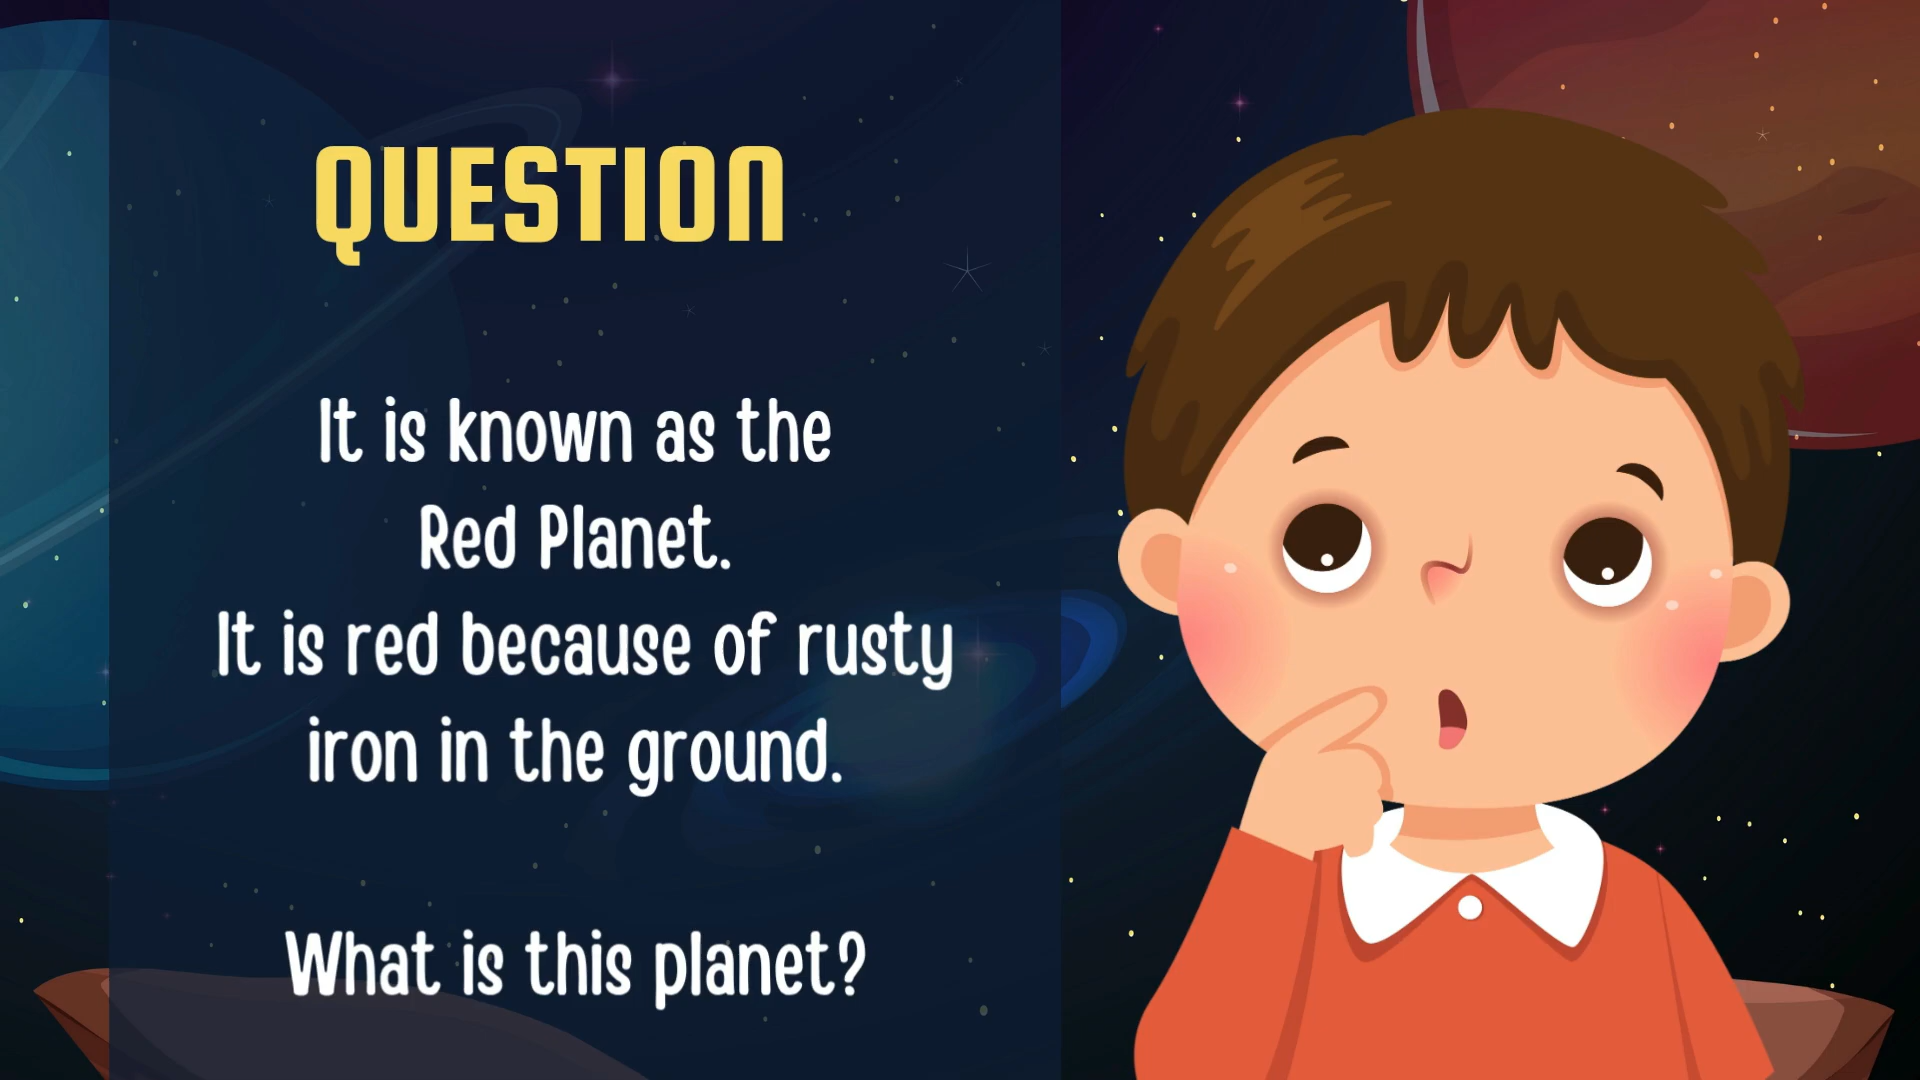 QUESTION
It is known as the
Red Planet.
It is red because of rusty
iron in the ground.
What is this planet?